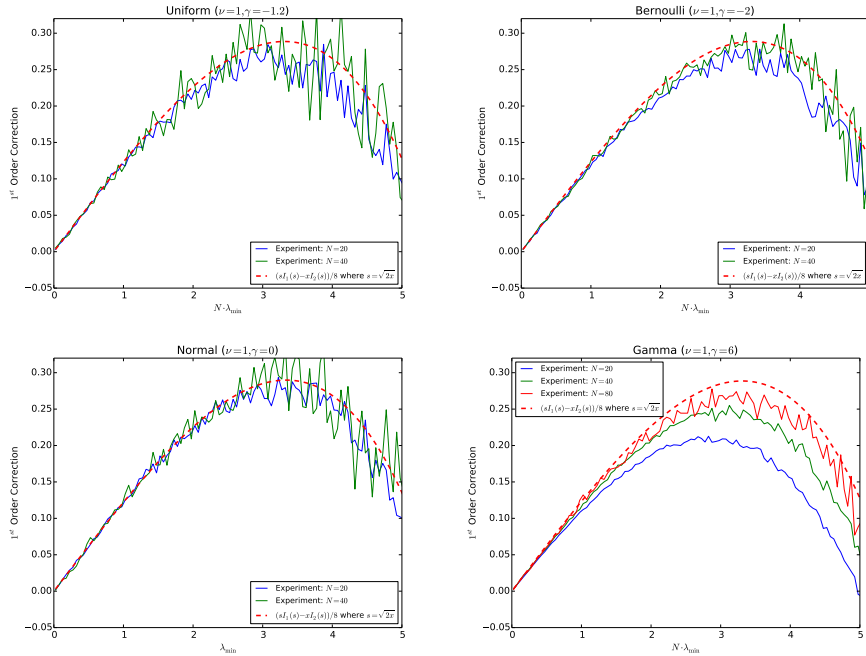 Uniform (ν=1,γ=−1.2)
1st Order Correction
0.30
0.25
0.20
0.15
0.10
0.05
0.00
−0.05
0 1 2 3 4 5
N·λmin
Experiment: N=20
Experiment: N=40
(sI₁(s)−xI₂(s))/8 where s=√2x
Bernoulli (ν=1,γ=−2)
1st Order Correction
0.30
0.25
0.20
0.15
0.10
0.05
0.00
−0.05
0 1 2 3 4
N·λmin
Experiment: N=20
Experiment: N=40
(sI₁(s)−xI₂(s))/8 where s=√2x
Normal (ν=1,γ=0)
1st Order Correction
0.30
0.25
0.20
0.15
0.10
0.05
0.00
−0.05
0 1 2 3 4 5
λmin
Experiment: N=20
Experiment: N=40
(sI₁(s)−xI₂(s))/8 where s=√2x
Gamma (ν=1,γ=6)
1st Order Correction
0.30
0.25
0.20
0.15
0.10
0.05
0.00
−0.05
0 1 2 3 4 5
N·λmin
Experiment: N=20
Experiment: N=40
Experiment: N=80
(sI₁(s)−xI₂(s))/8 where s=√2x